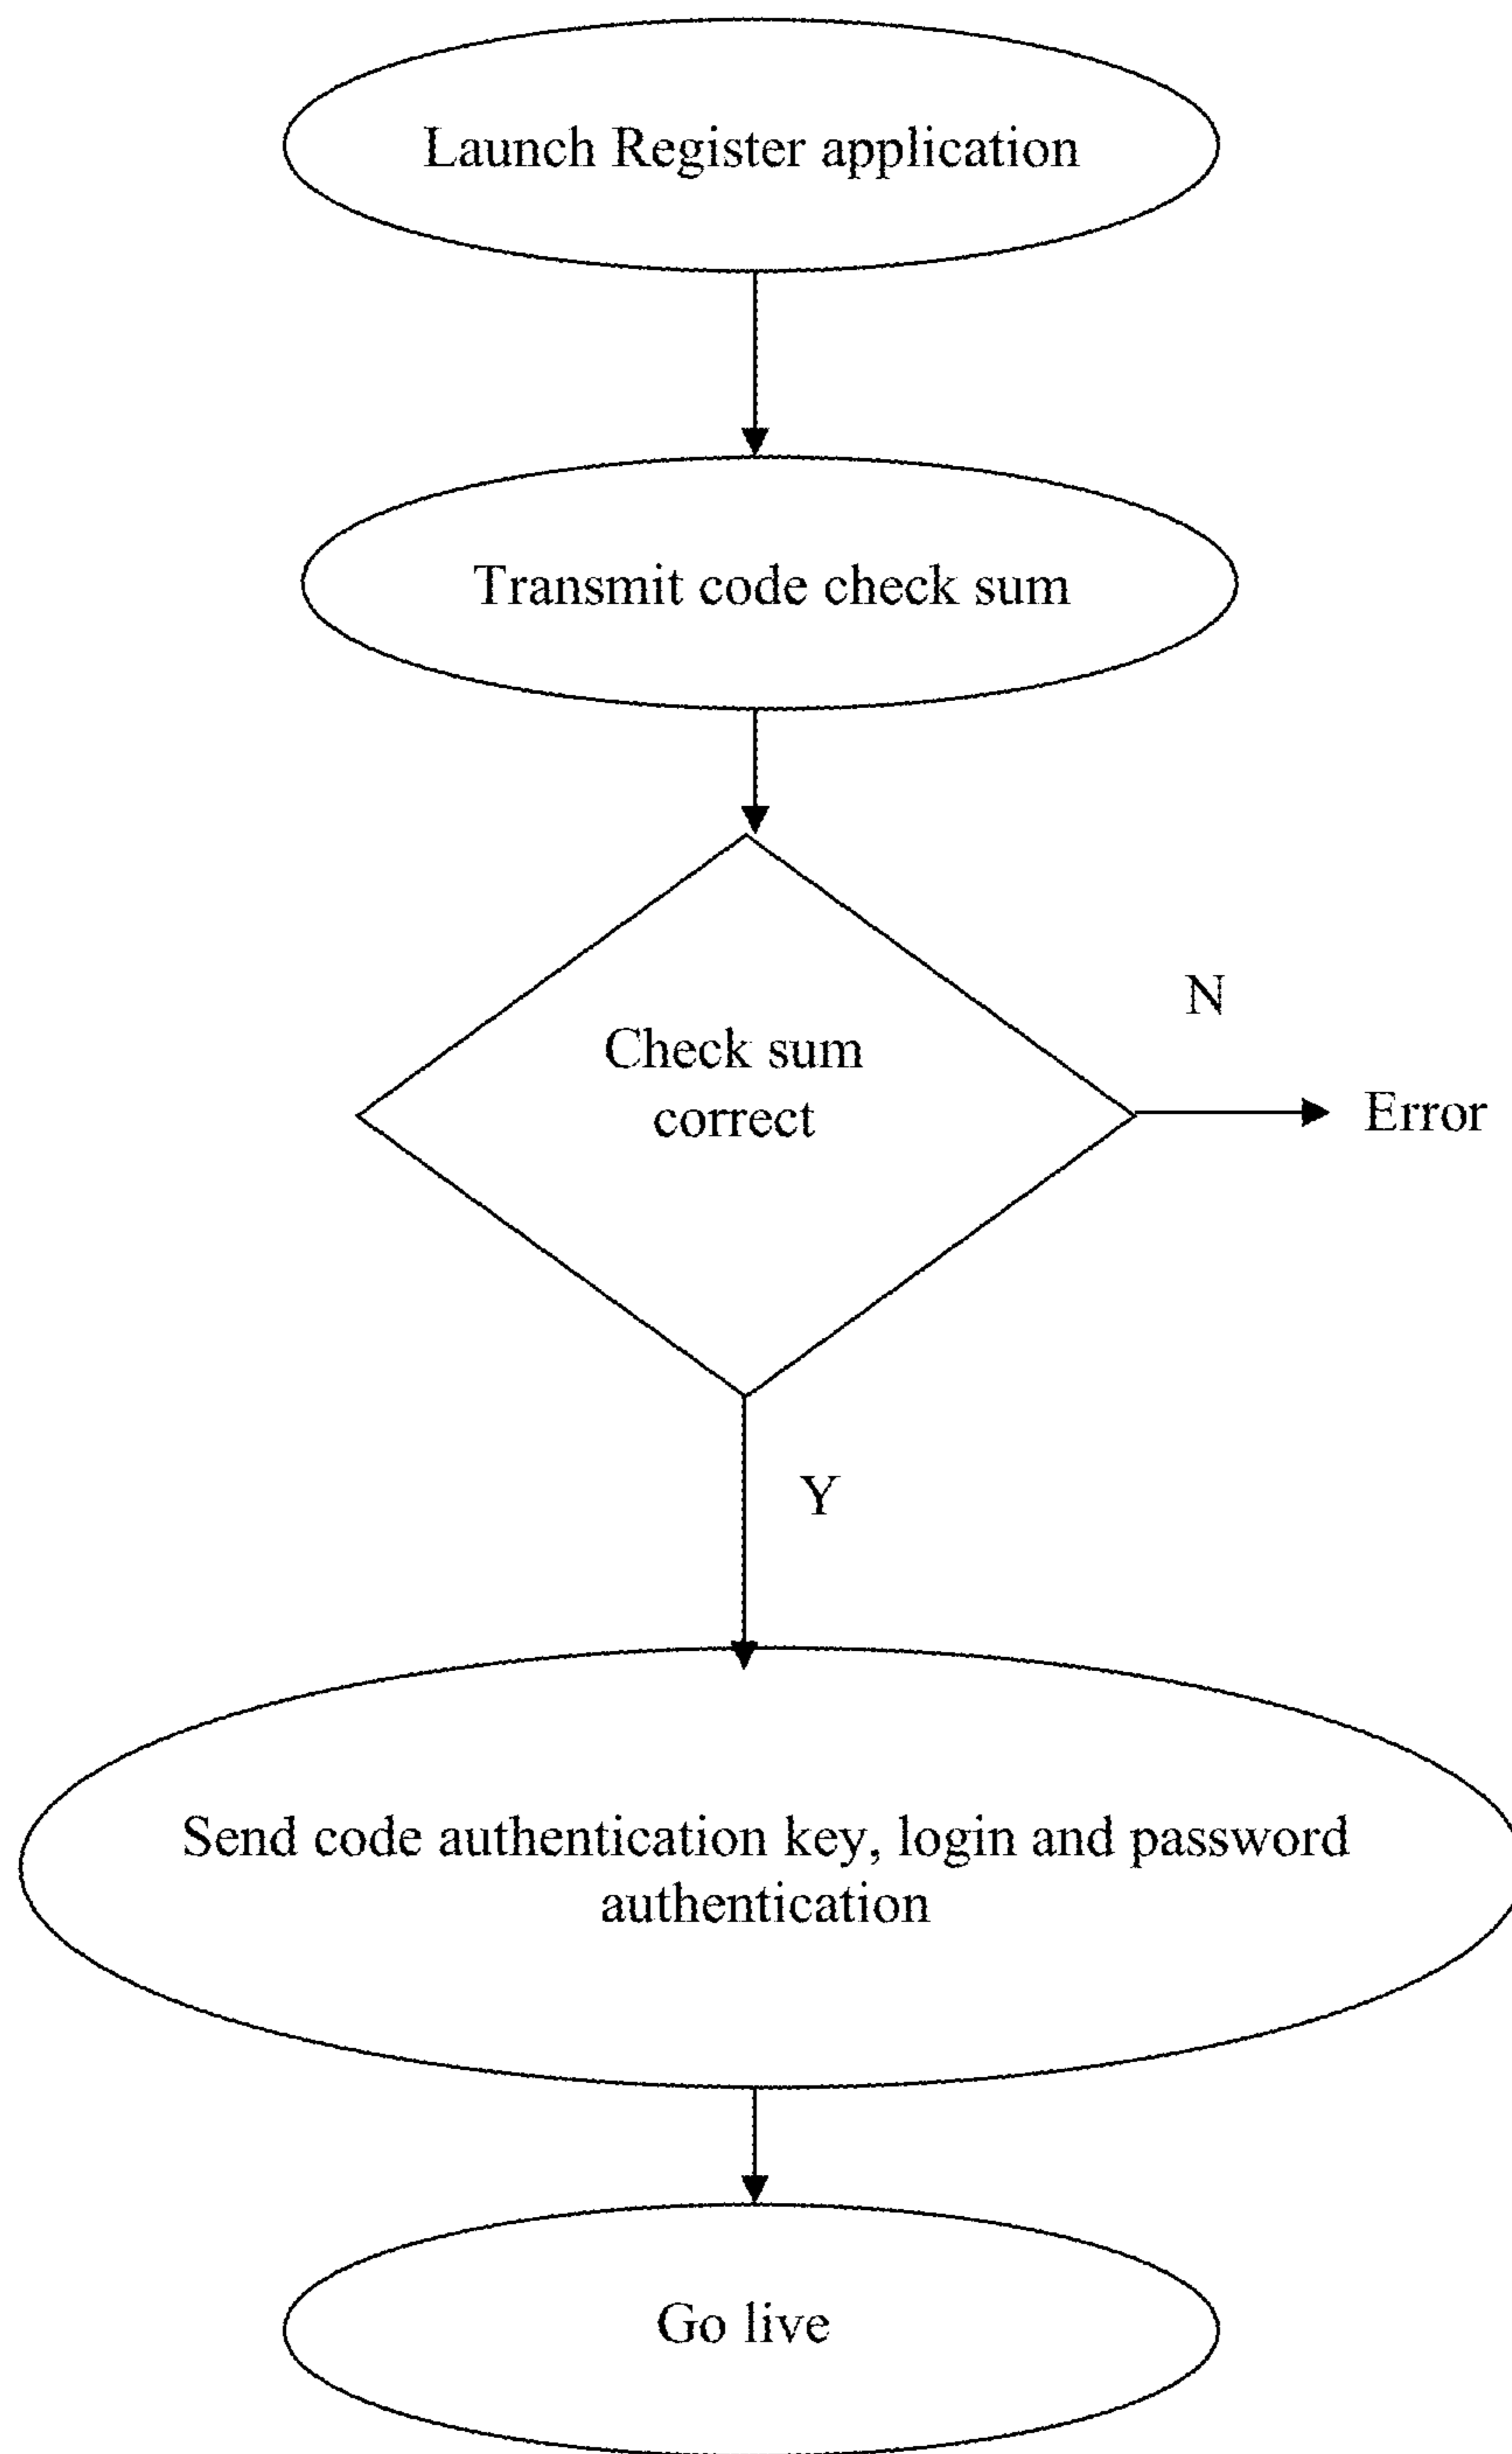 Launch Register application
Transmit code check sum
N
Check sum
correct
Error
Y
Send code authentication key, login and password
authentication
Go live